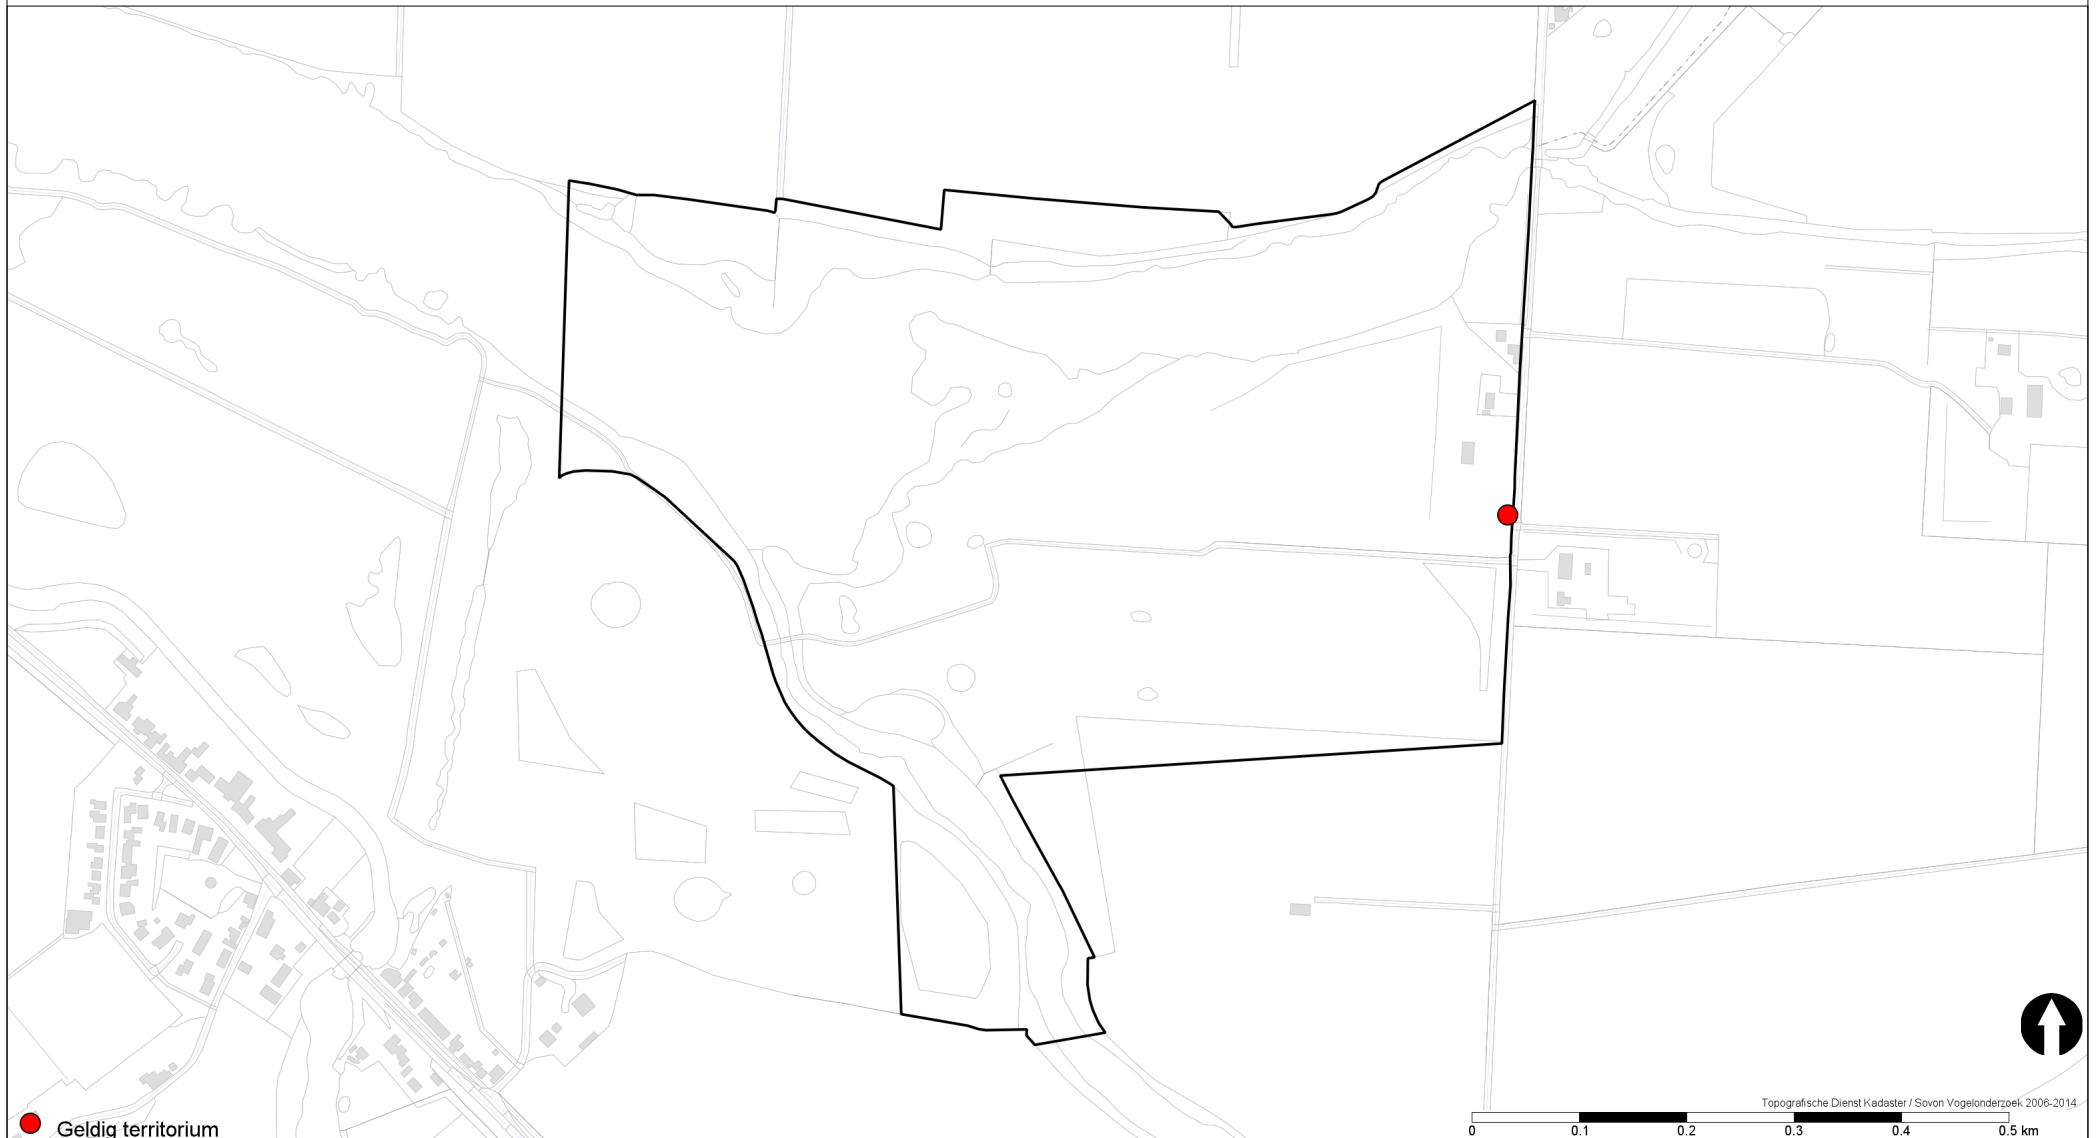 Topografische Dienst Kadaster / Sovon Vogelonderzoek 2006-2014
Geldig territorium
0 0.1 0.2 0.3 0.4 0.5 km